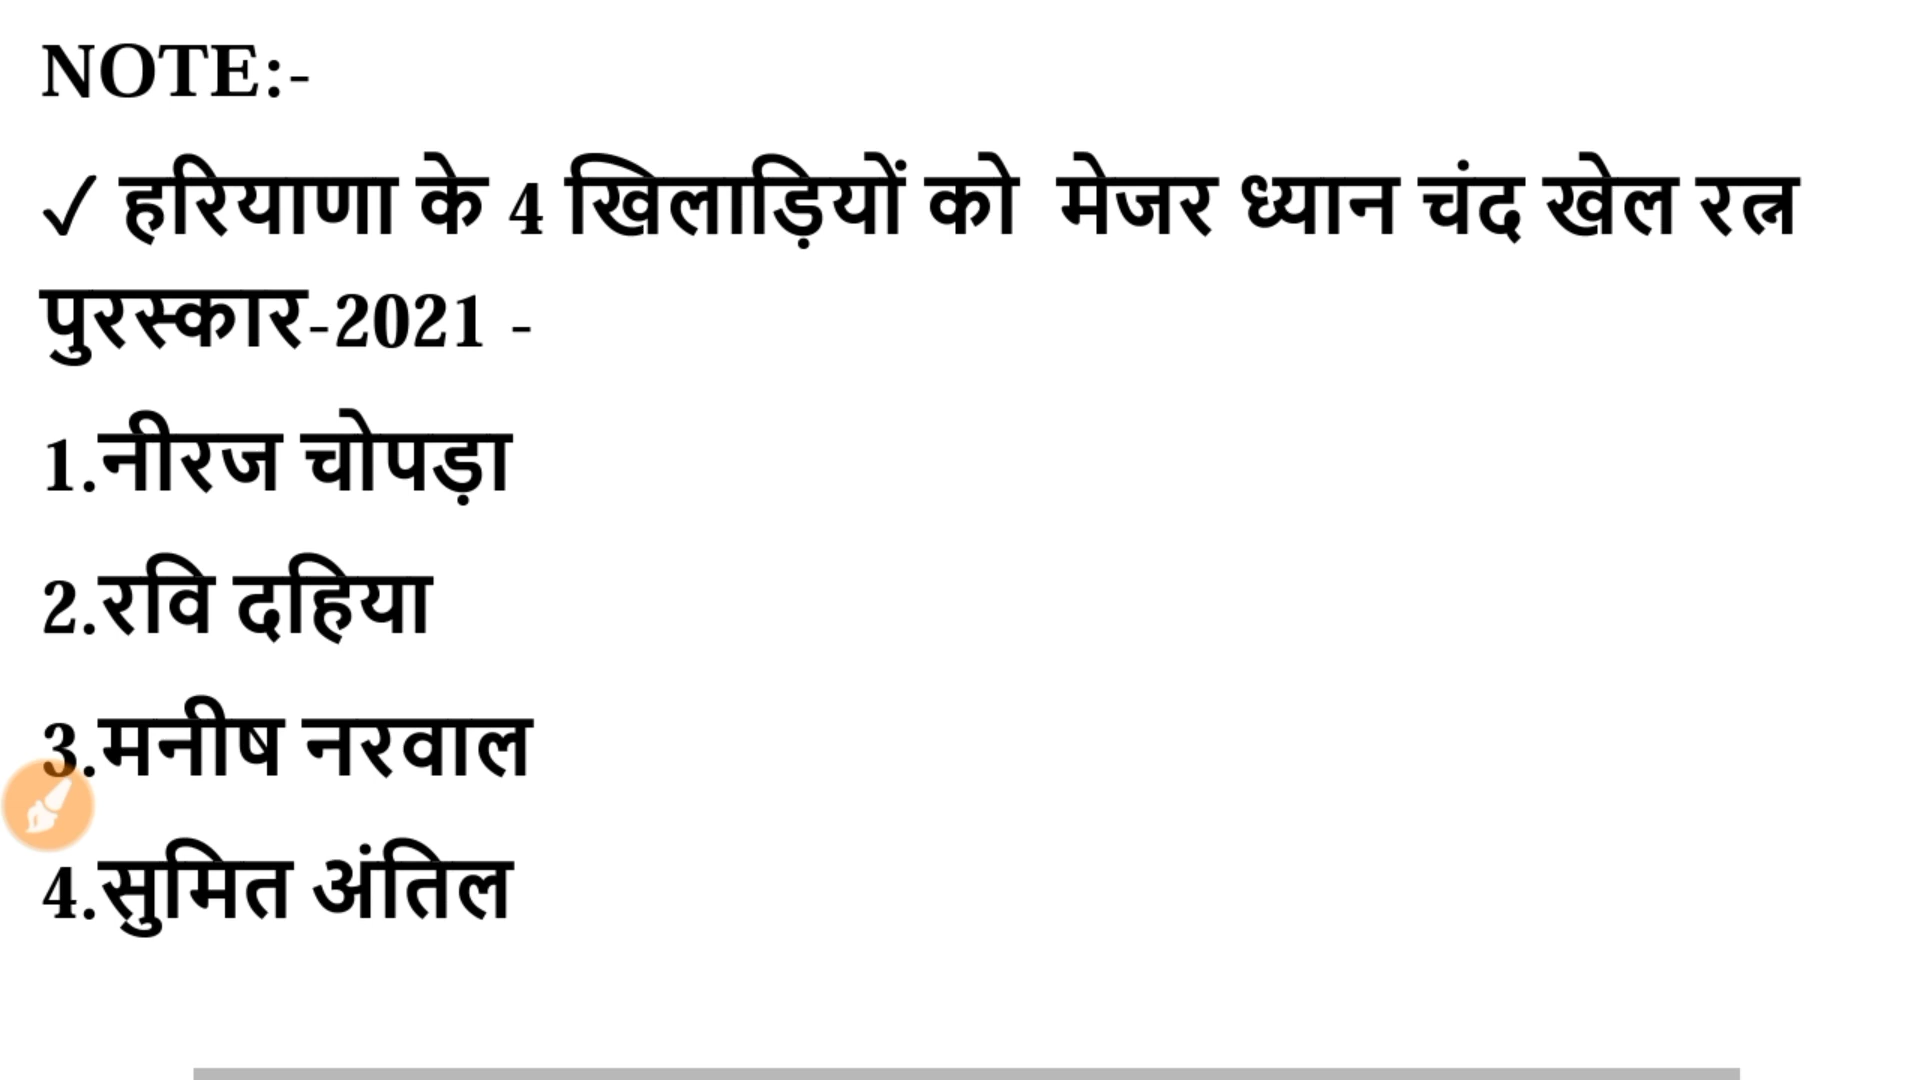 NOTE:-
✓ हरियाणा के 4 खिलाड़ियों को मेजर ध्यान चंद खेल रत्न
पुरस्कार-2021 -
1.नीरज चोपड़ा
2.रवि दहिया
3.मनीष नरवाल
4.सुमित अंतिल